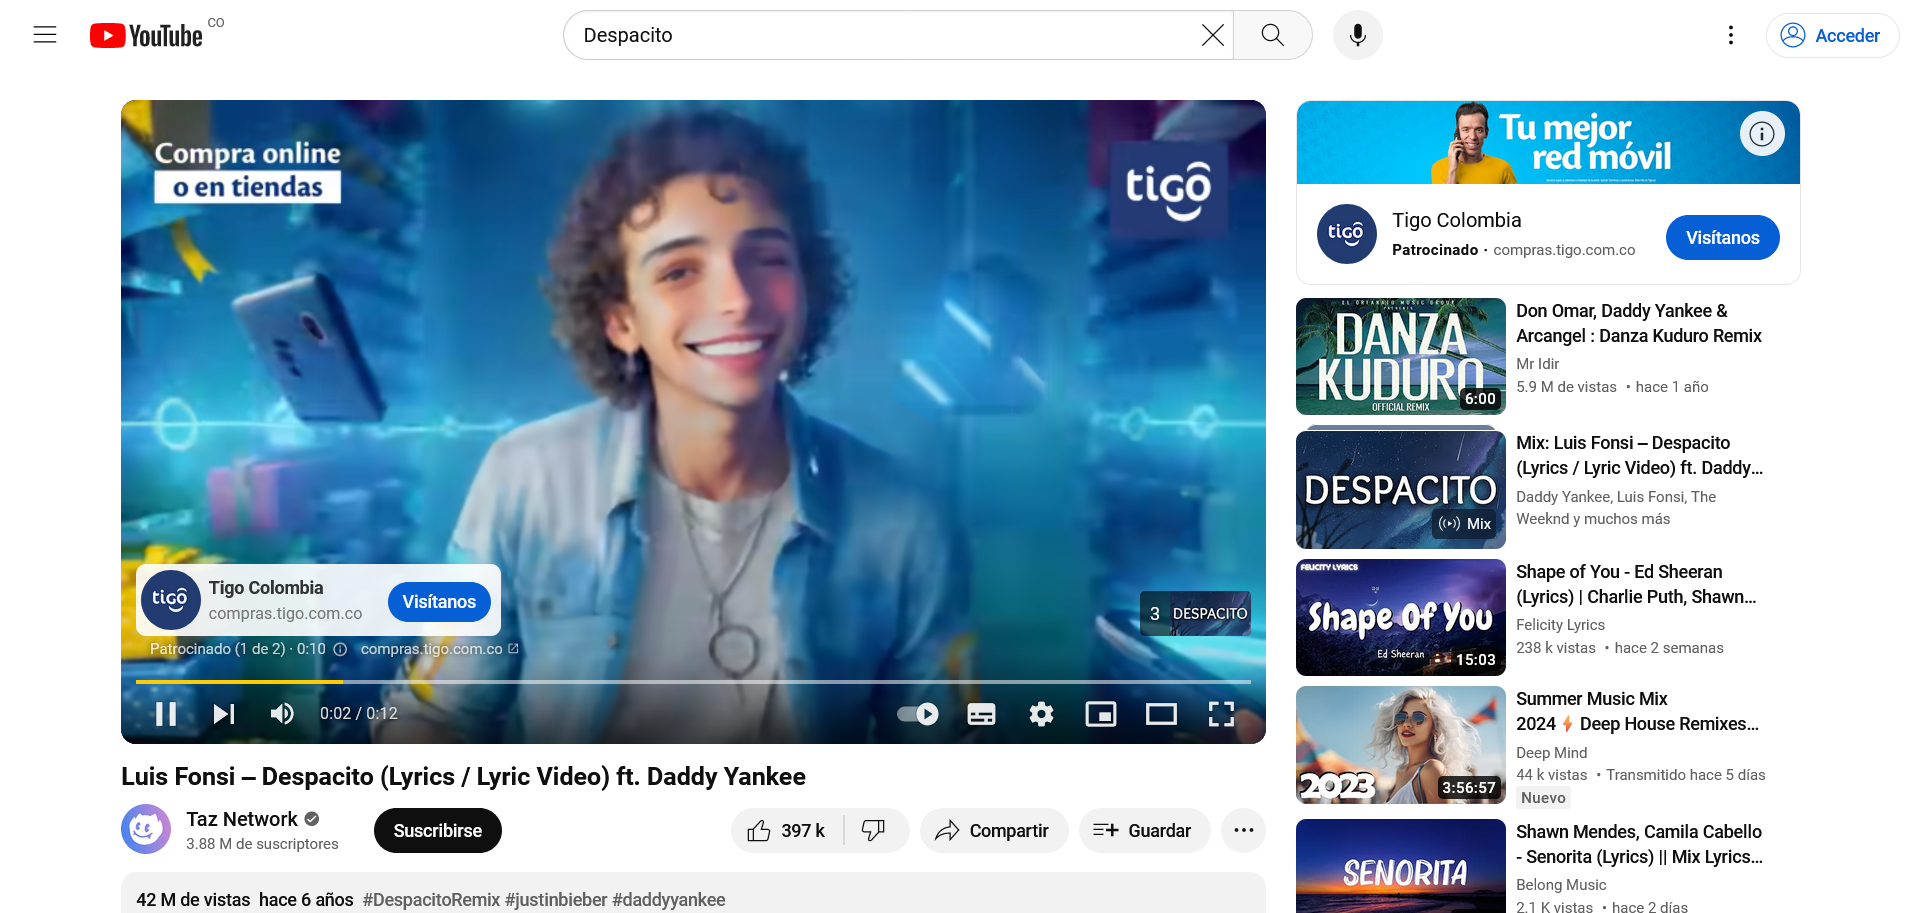 YouTube CO
Despacito
Acceder
Compra online
o en tiendas
tigo
Tigo Colombia
compras.tigo.com.co
Visítanos
tigo
3 DESPACITO
Patrocinado (1 de 2) · 0:10 compras.tigo.com.co
0:02 / 0:12
Luis Fonsi ‒ Despacito (Lyrics / Lyric Video) ft. Daddy Yankee
Taz Network
3.88 M de suscriptores
Suscribirse
397 k
Compartir
Guardar
42 M de vistas hace 6 años #DespacitoRemix #justinbieber #daddyyankee
Tu mejor
red móvil
tigo
Tigo Colombia
Patrocinado · compras.tigo.com.co
Visítanos
DANZA
KUDURO
OFFICIAL REMIX
6:00
Don Omar, Daddy Yankee &
Arcangel : Danza Kuduro Remix
Mr Idir
5.9 M de vistas • hace 1 año
DESPACITO
Mix
Mix: Luis Fonsi ‒ Despacito
(Lyrics / Lyric Video) ft. Daddy...
Daddy Yankee, Luis Fonsi, The
Weeknd y muchos más
FELICITY LYRICS
Shape Of You
Ed Sheeran
15:03
Shape of You - Ed Sheeran
(Lyrics) | Charlie Puth, Shawn...
Felicity Lyrics
238 k vistas • hace 2 semanas
2023
3:56:57
Summer Music Mix
2024⚡Deep House Remixes...
Deep Mind
44 k vistas • Transmitido hace 5 días
Nuevo
SENORITA
Shawn Mendes, Camila Cabello
- Senorita (Lyrics) || Mix Lyrics...
Belong Music
2.1 K vistas • hace 2 días